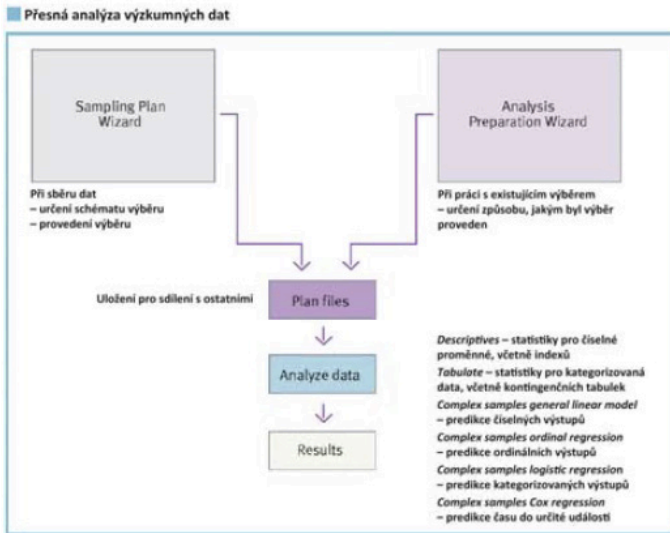 Přesná analýza výzkumných dat
Sampling Plan
Wizard
Analysis
Preparation Wizard
Při sběru dat
– určení schématu výběru
– provedení výběru
Při práci s existujícím výběrem
– určení způsobu, jakým byl výběr
proveden
Uložení pro sdílení s ostatními
Plan files
Analyze data
Results
Descriptives – statistiky pro číselné
proměnné, včetně indexů
Tabulate – statistiky pro kategorizovaná
data, včetně kontingenčních tabulek
Complex samples general linear model
– predikce číselných výstupů
Complex samples ordinal regression
– predikce ordinálních výstupů
Complex samples logistic regression
– predikce kategorizovaných výstupů
Complex samples Cox regression
– predikce času do určité události